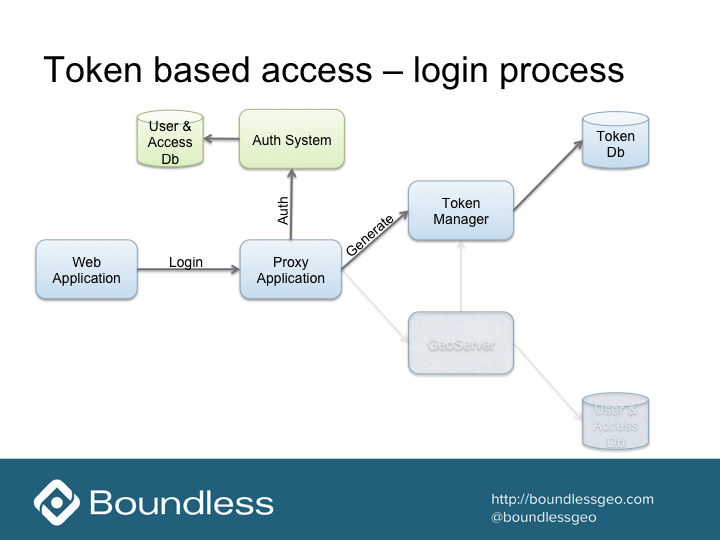 Token based access – login process
User &
Access
Db
Auth System
Token
Db
Auth
Token
Manager
Generate
Web
Application
Login
Proxy
Application
GeoServer
User &
Access
Db
Boundless
http://boundlessgeo.com
@boundlessgeo